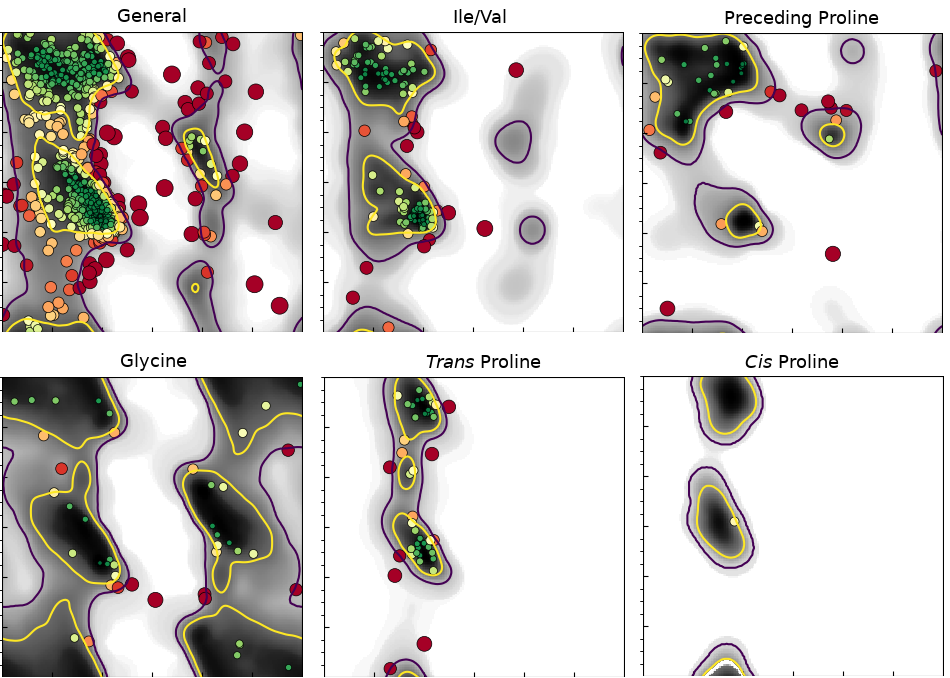 General
Ile/Val
Preceding Proline
Glycine
Trans Proline
Cis Proline